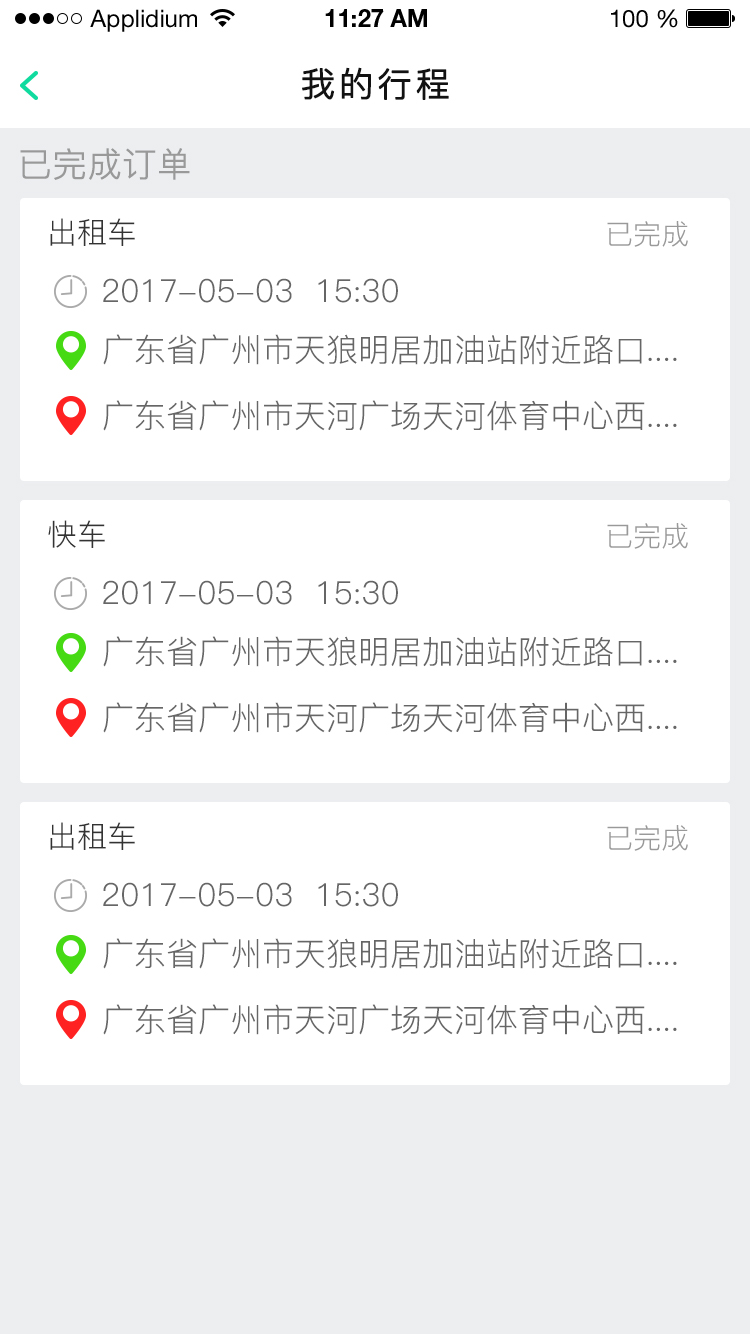 Applidium 11:27 AM 100 %
我的行程
已完成订单
出租车 已完成
2017-05-03 15:30
广东省广州市天狼明居加油站附近路口....
广东省广州市天河广场天河体育中心西....
快车 已完成
2017-05-03 15:30
广东省广州市天狼明居加油站附近路口....
广东省广州市天河广场天河体育中心西....
出租车 已完成
2017-05-03 15:30
广东省广州市天狼明居加油站附近路口....
广东省广州市天河广场天河体育中心西....